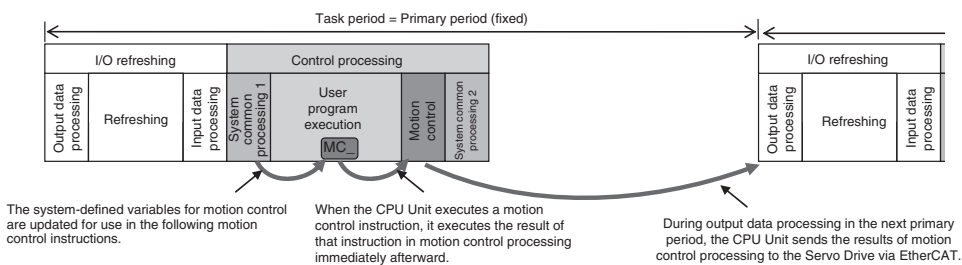 Task period = Primary period (fixed)
I/O refreshing
Control processing
I/O refreshing
Output data
processing
Refreshing
Input data
processing
System
common
processing 1
User
program
execution
MC_
Motion
control
System common
processing 2
Output data
processing
Refreshing
Input data
processing
The system-defined variables for motion control
are updated for use in the following motion
control instructions.
When the CPU Unit executes a motion
control instruction, it executes the result of
that instruction in motion control processing
immediately afterward.
During output data processing in the next primary
period, the CPU Unit sends the results of motion
control processing to the Servo Drive via EtherCAT.